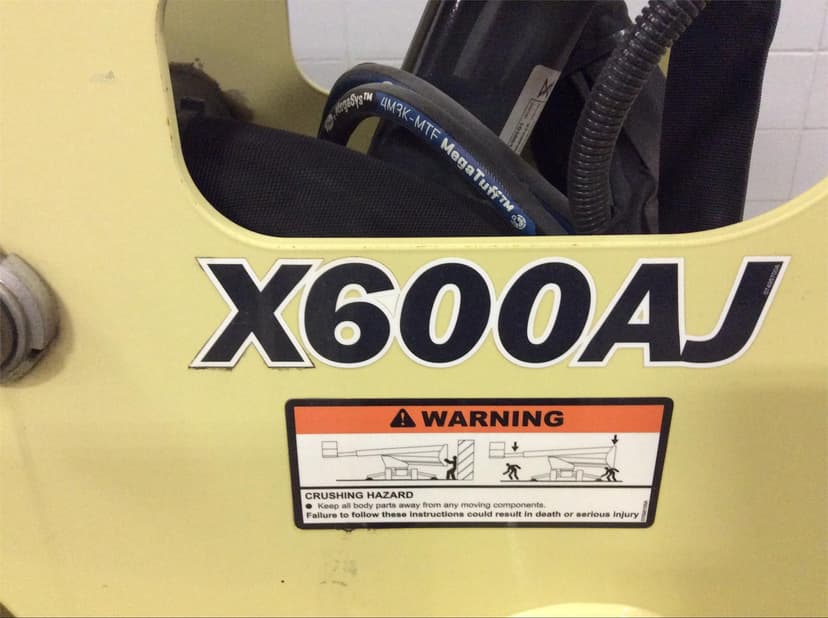 MegaSys™ 4M3K-MTF MegaTuff™
X600AJ
WARNING
CRUSHING HAZARD
● Keep all body parts away from any moving components.
Failure to follow these instructions could result in death or serious injury